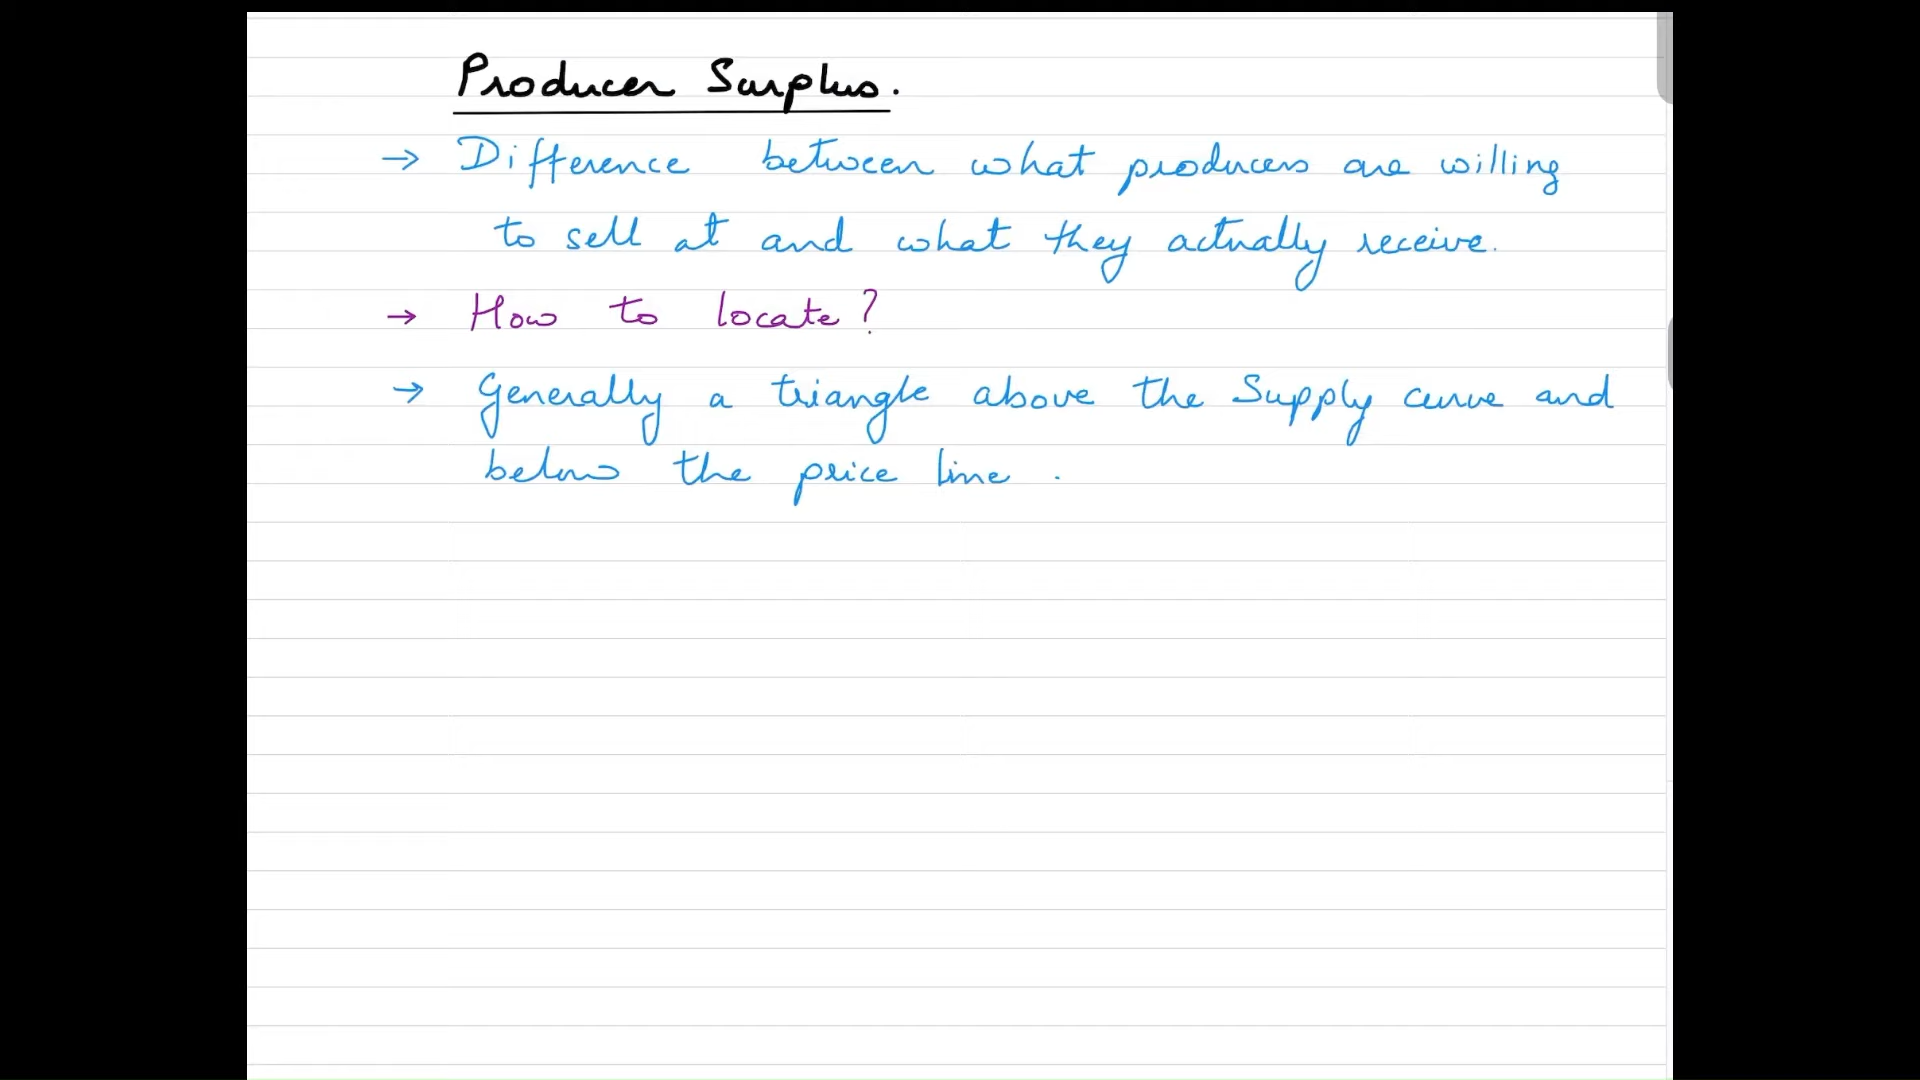 Producer Surplus.
→ Difference between what producers are willing
to sell at and what they actually receive.
→ How to locate?
→ Generally a triangle above the Supply curve and
below the price line.